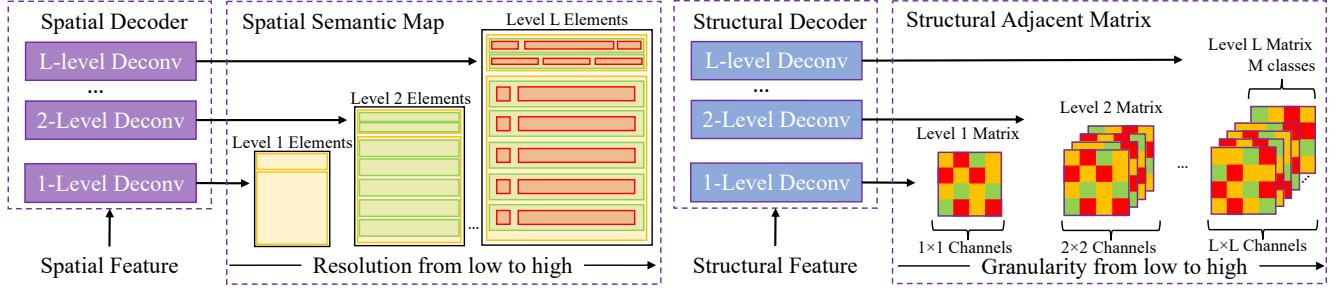 Spatial Decoder
L-level Deconv
...
2-Level Deconv
1-Level Deconv
Spatial Feature
Spatial Semantic Map
Level L Elements
Level 2 Elements
Level 1 Elements
...
Resolution from low to high
Structural Decoder
L-level Deconv
...
2-Level Deconv
1-Level Deconv
Structural Feature
Structural Adjacent Matrix
Level L Matrix
M classes
Level 2 Matrix
Level 1 Matrix
...
...
1×1 Channels
2×2 Channels
L×L Channels
Granularity from low to high